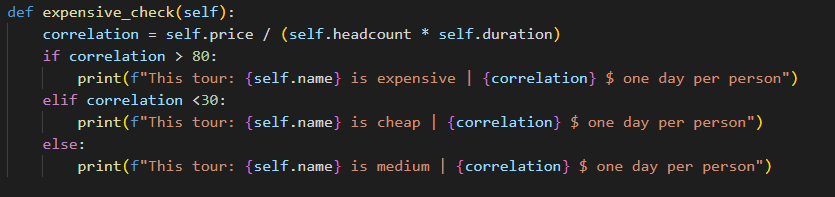 def expensive_check(self):
    correlation = self.price / (self.headcount * self.duration)
    if correlation > 80:
        print(f"This tour: {self.name} is expensive | {correlation} $ one day per person")
    elif correlation <30:
        print(f"This tour: {self.name} is cheap | {correlation} $ one day per person")
    else:
        print(f"This tour: {self.name} is medium | {correlation} $ one day per person")